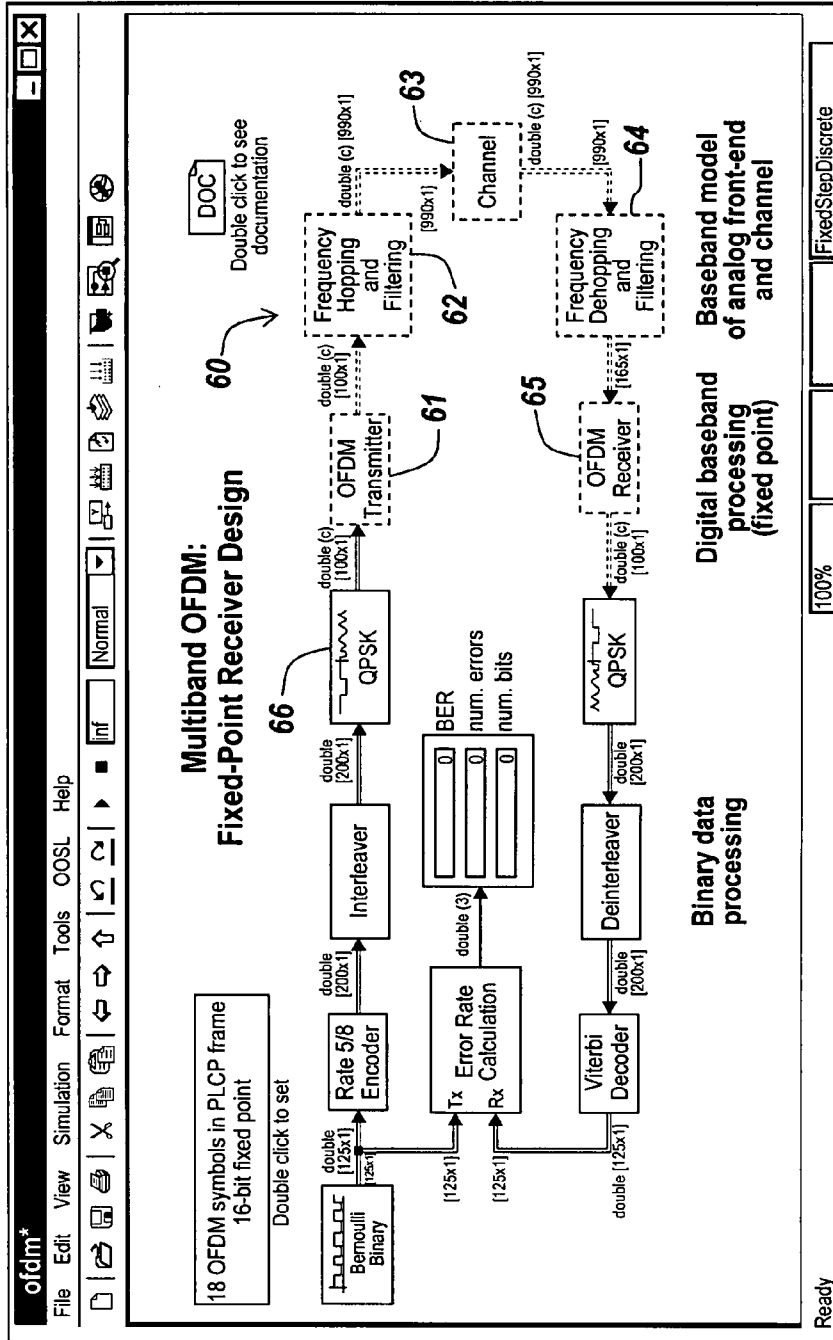 ofdm*
File Edit View Simulation Format Tools OOSL Help
Inf
Normal
18 OFDM symbols in PLCP frame
16-bit fixed point
Double click to set
Multiband OFDM:
Fixed-Point Receiver Design
60
DOC
Double click to see
documentation
Bernoulli
Binary
double
[125x1]
[125x1]
Rate 5/8
Encoder
double
[200x1]
Interleaver
double
[200x1]
66
QPSK
double (c)
[100x1]
OFDM
Transmitter
61
double (c)
[100x1]
Frequency
Hopping
and
Filtering
62
double (c) [990x1]
[990x1]
Channel
63
double (c) [990x1]
[990x1]
[125x1]
Tx
Rx
Error Rate
Calculation
[125x1]
double (3)
0
BER
0
num. errors
0
num. bits
double [125x1]
Viterbi
Decoder
double
[200x1]
Deinterleaver
double
[200x1]
QPSK
double (c)
[100x1]
65
OFDM
Receiver
[165x1]
Frequency
Dehopping
and
Filtering
64
Binary data
processing
Digital baseband
processing
(fixed point)
Baseband model
of analog front-end
and channel
Ready
100%
FixedStepDiscrete